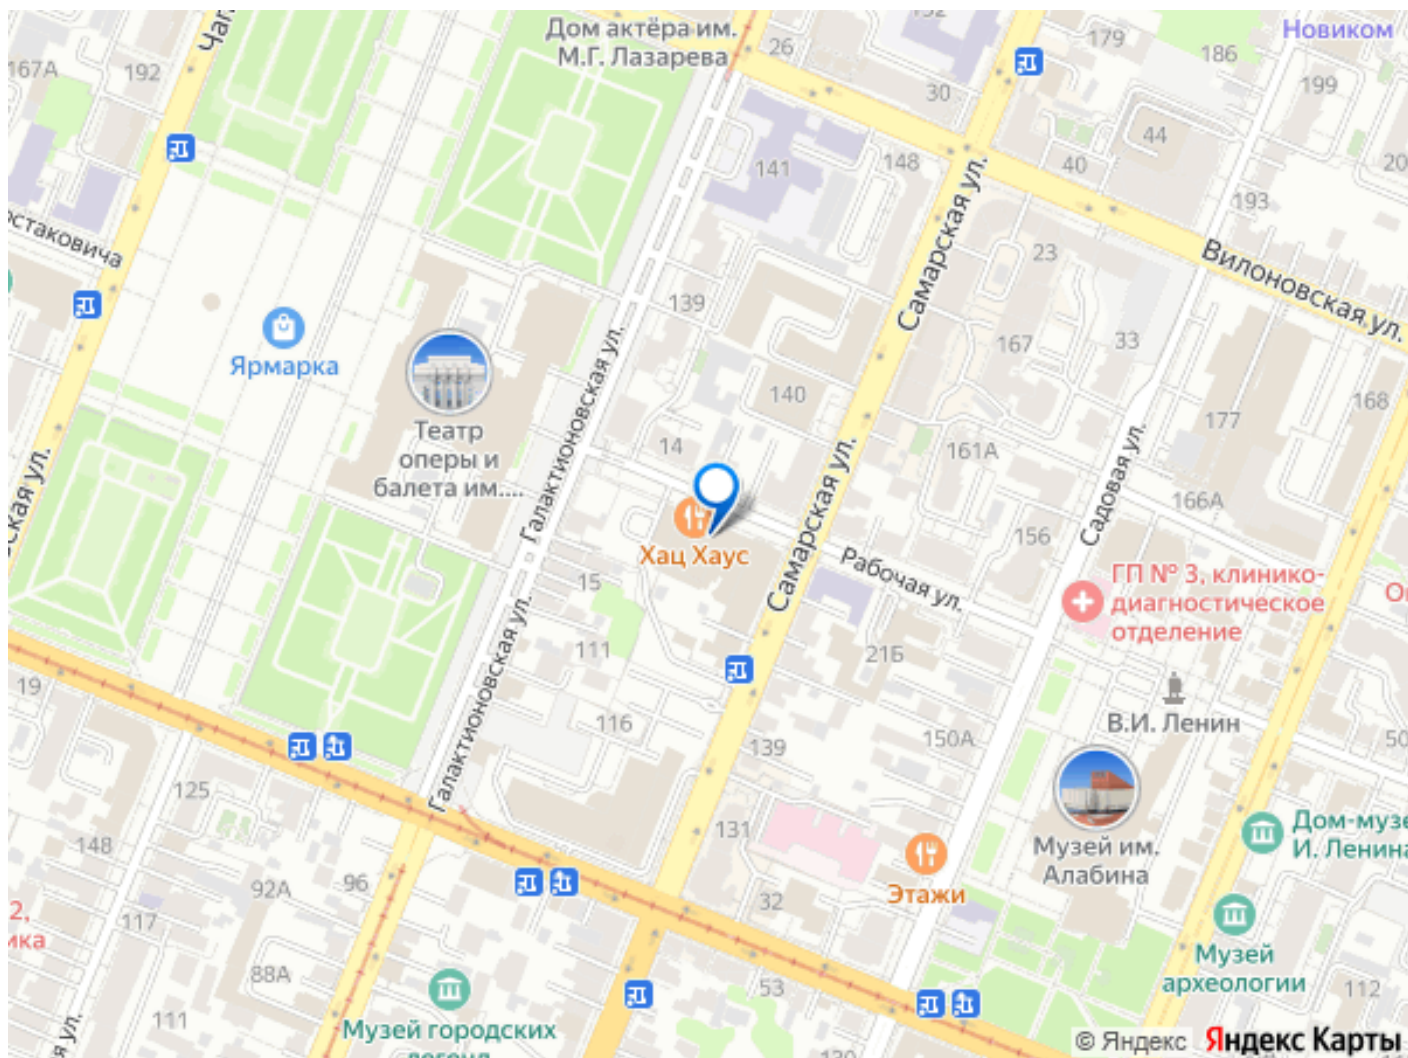 Дом актёра им.
М.Г. Лазарева
26
179
186
Новиком
167А
192
199
30
44
141
148
40
193
Самарская ул.
Вилоновская ул.
23
139
Ярмарка
167
33
140
Галактионовская ул.
Театр
оперы и
балета им....
14
161А
177
168
166А
Садовая ул.
Самарская ул.
156
Хац Хаус
Рабочая ул.
15
ГП № 3, клинико-
диагностическое
отделение
111
21Б
19
Галактионовская ул.
116
139
150А
В.И. Ленин
125
131
148
Музей им.
Алабина
Этажи
92А
96
117
32
Музей
археологии
88А
53
112
111
Музей городских
© Яндекс Яндекс Карты